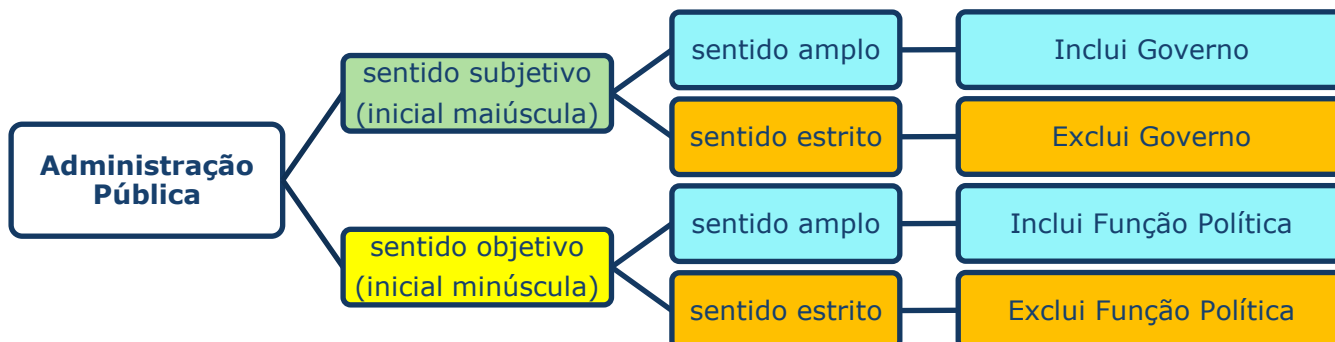 Administração
Pública
sentido subjetivo
(inicial maiúscula)
sentido amplo
Inclui Governo
sentido estrito
Exclui Governo
sentido objetivo
(inicial minúscula)
sentido amplo
Inclui Função Política
sentido estrito
Exclui Função Política